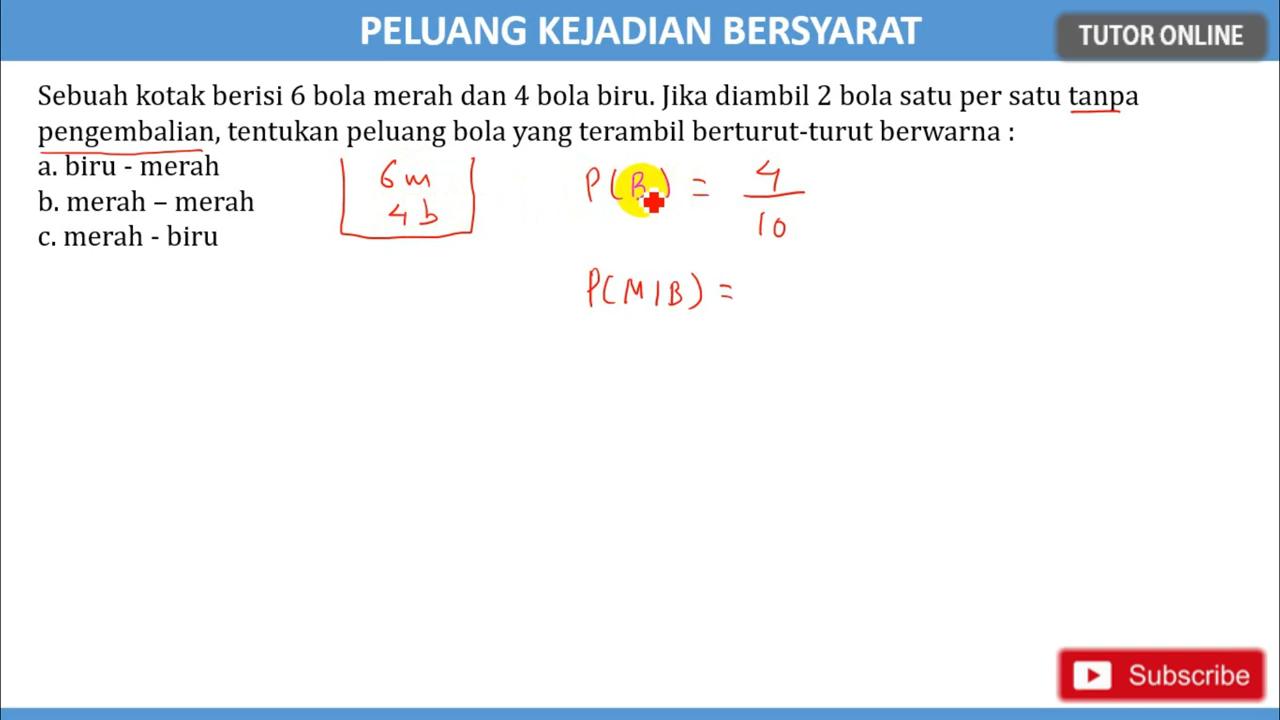 PELUANG KEJADIAN BERSYARAT
TUTOR ONLINE
Sebuah kotak berisi 6 bola merah dan 4 bola biru. Jika diambil 2 bola satu per satu tanpa
pengembalian, tentukan peluang bola yang terambil berturut-turut berwarna :
a. biru - merah
b. merah – merah
c. merah - biru
6 m
4 b
P(B) = 4/10
P(M|B) =
Subscribe